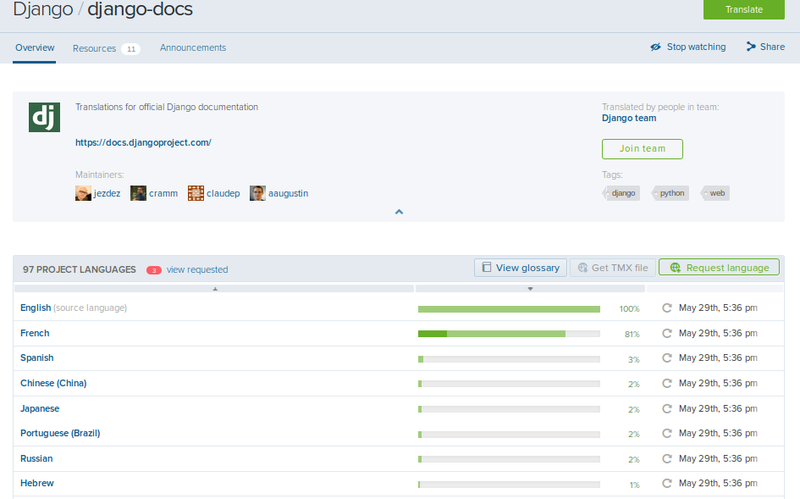 Django / django-docs
Translate
Overview
Resources 11
Announcements
Stop watching
Share
dj
Translations for official Django documentation
https://docs.djangoproject.com/
Maintainers:
jezdez cramm claudep aaugustin
Translated by people in team:
Django team
Join team
Tags:
django python web
97 PROJECT LANGUAGES 3 view requested
View glossary
Get TMX file
Request language
English (source language) 100% May 29th, 5:36 pm
French 81% May 29th, 5:36 pm
Spanish 3% May 29th, 5:36 pm
Chinese (China) 2% May 29th, 5:36 pm
Japanese 2% May 29th, 5:36 pm
Portuguese (Brazil) 2% May 29th, 5:36 pm
Russian 2% May 29th, 5:36 pm
Hebrew 1% May 29th, 5:36 pm